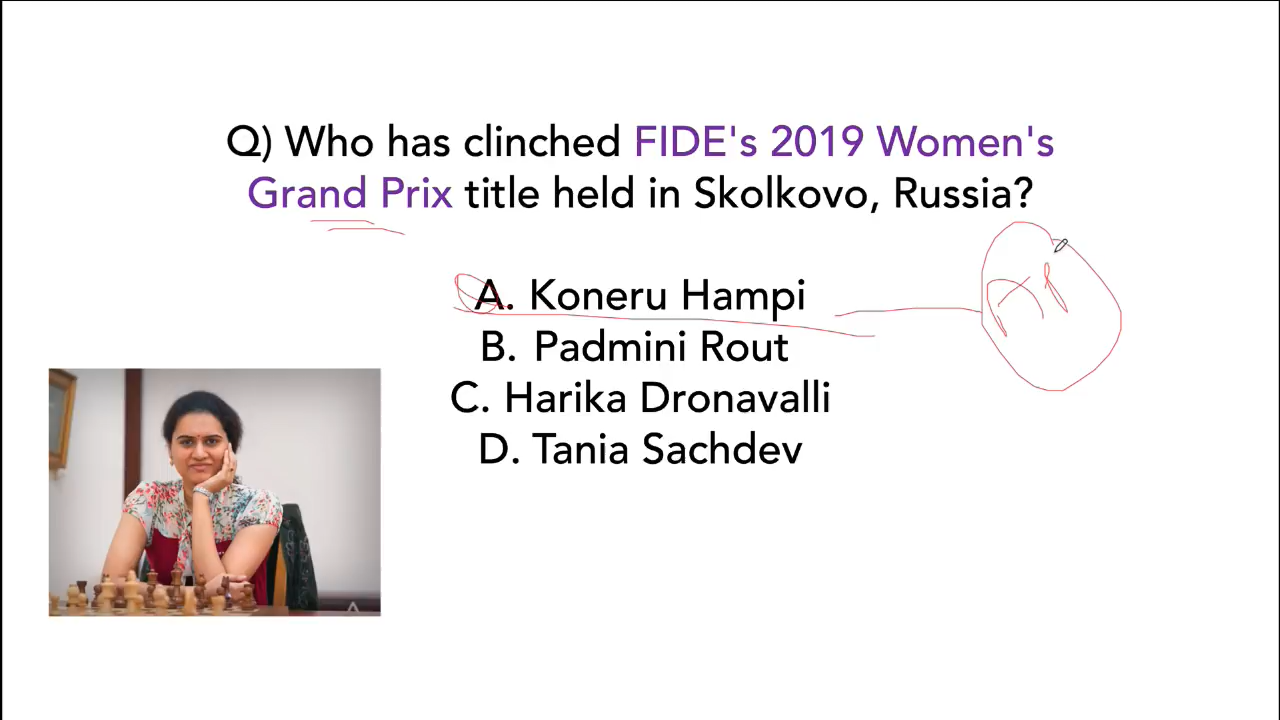 Q) Who has clinched FIDE's 2019 Women's
Grand Prix title held in Skolkovo, Russia?
A. Koneru Hampi
B. Padmini Rout
C. Harika Dronavalli
D. Tania Sachdev